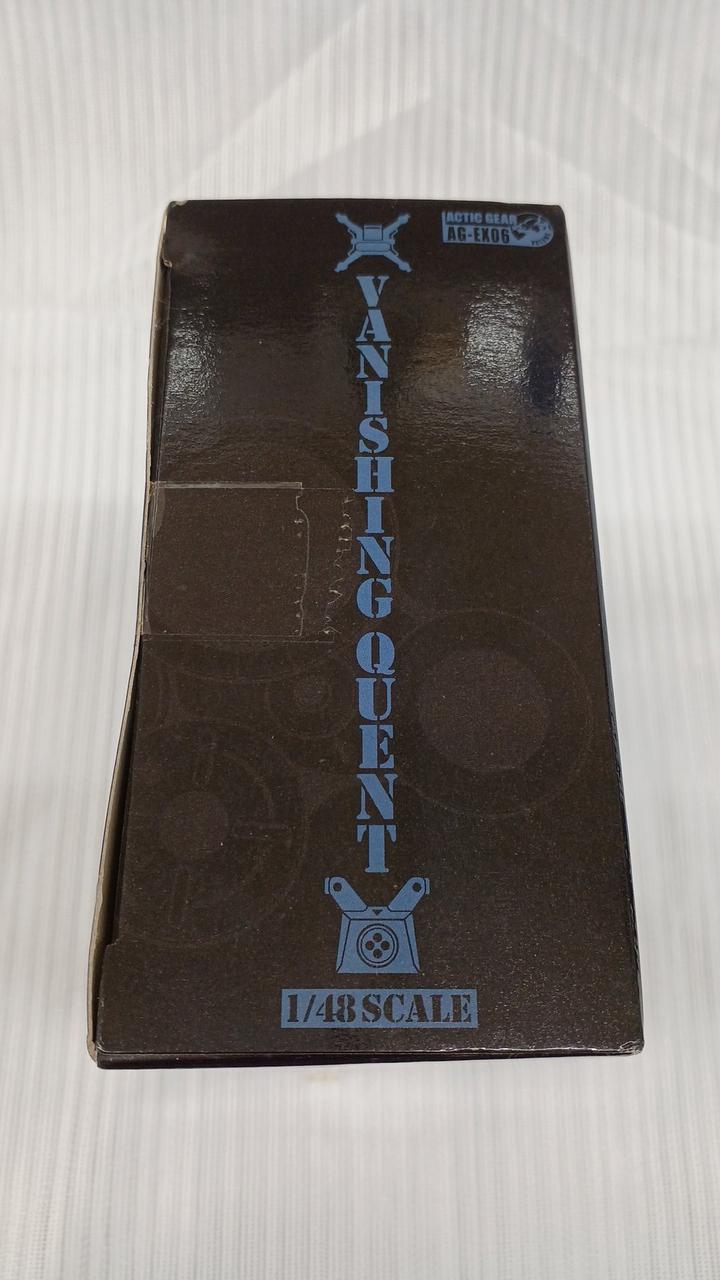 ACTIC GEAR
AG-EX06
VANISHING QUENT
1/48 SCALE